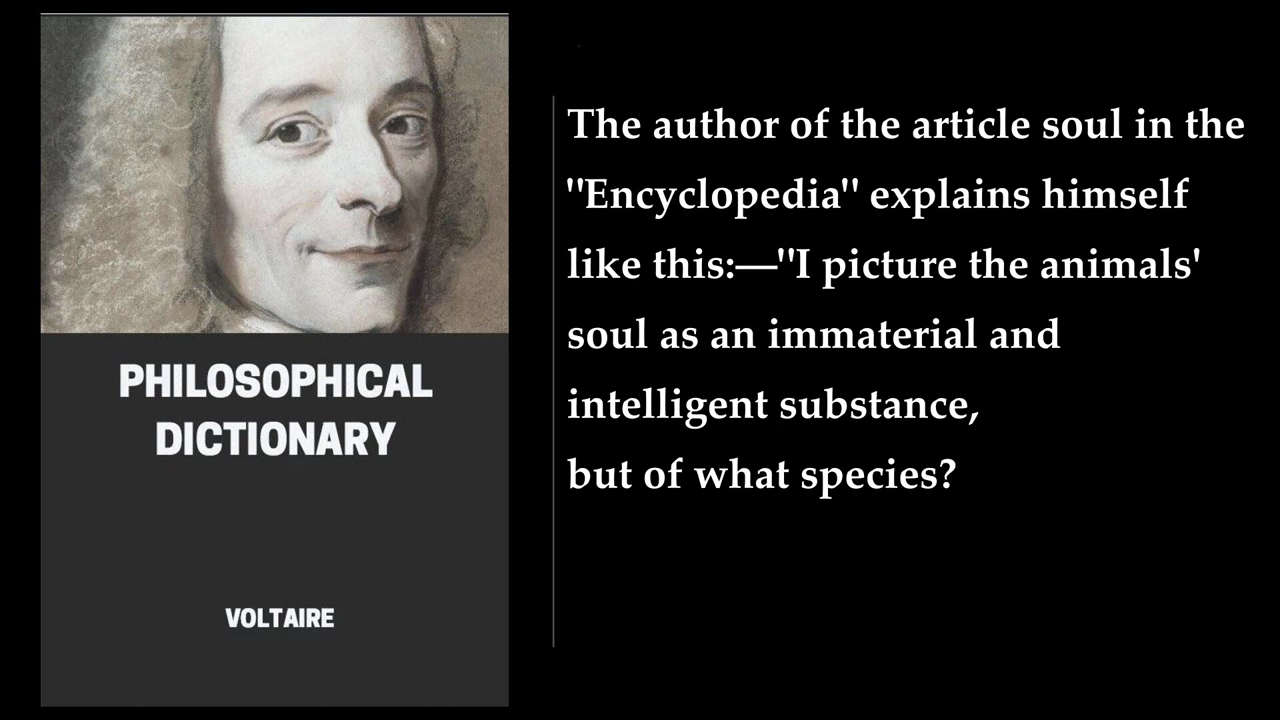 PHILOSOPHICAL
DICTIONARY
VOLTAIRE
The author of the article soul in the
"Encyclopedia" explains himself
like this:—"I picture the animals'
soul as an immaterial and
intelligent substance,
but of what species?